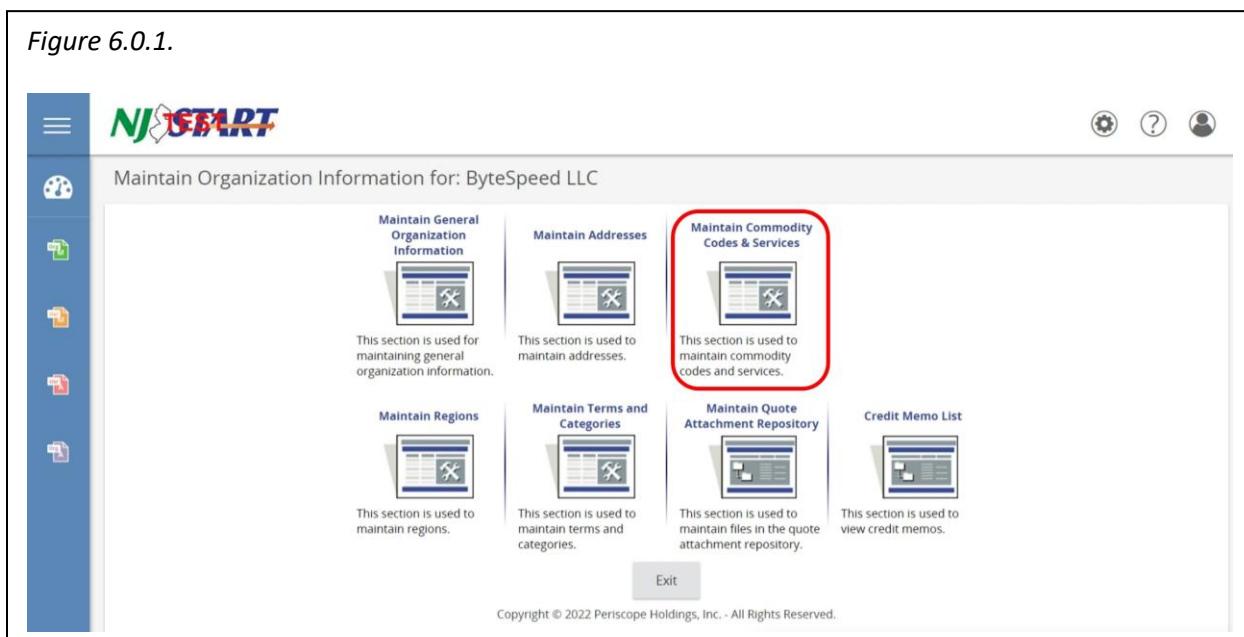 Figure 6.0.1.
NJ START
TEST
Maintain Organization Information for: ByteSpeed LLC
Maintain General
Organization
Information
This section is used for
maintaining general
organization information.
Maintain Addresses
This section is used to
maintain addresses.
Maintain Commodity
Codes & Services
This section is used to
maintain commodity
codes and services.
Maintain Regions
This section is used to
maintain regions.
Maintain Terms and
Categories
This section is used to
maintain terms and
categories.
Maintain Quote
Attachment Repository
This section is used to
maintain files in the quote
attachment repository.
Credit Memo List
This section is used to
view credit memos.
Exit
Copyright © 2022 Periscope Holdings, Inc. - All Rights Reserved.